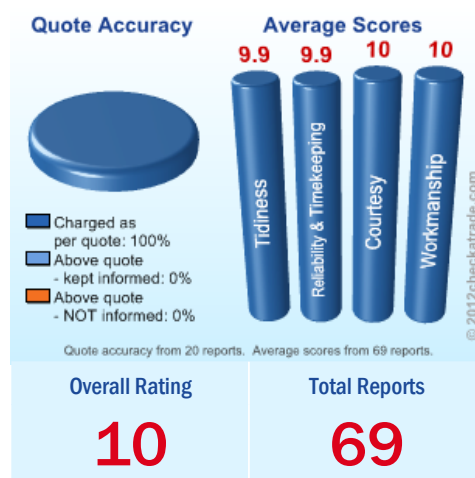 Quote Accuracy
Average Scores
9.9
9.9
10
10
Tidiness
Reliability & Timekeeping
Courtesy
Workmanship
Charged as
per quote: 100%
Above quote
- kept informed: 0%
Above quote
- NOT informed: 0%
© 2012checkatrade.com
Quote accuracy from 20 reports. Average scores from 69 reports.
Overall Rating
Total Reports
10
69